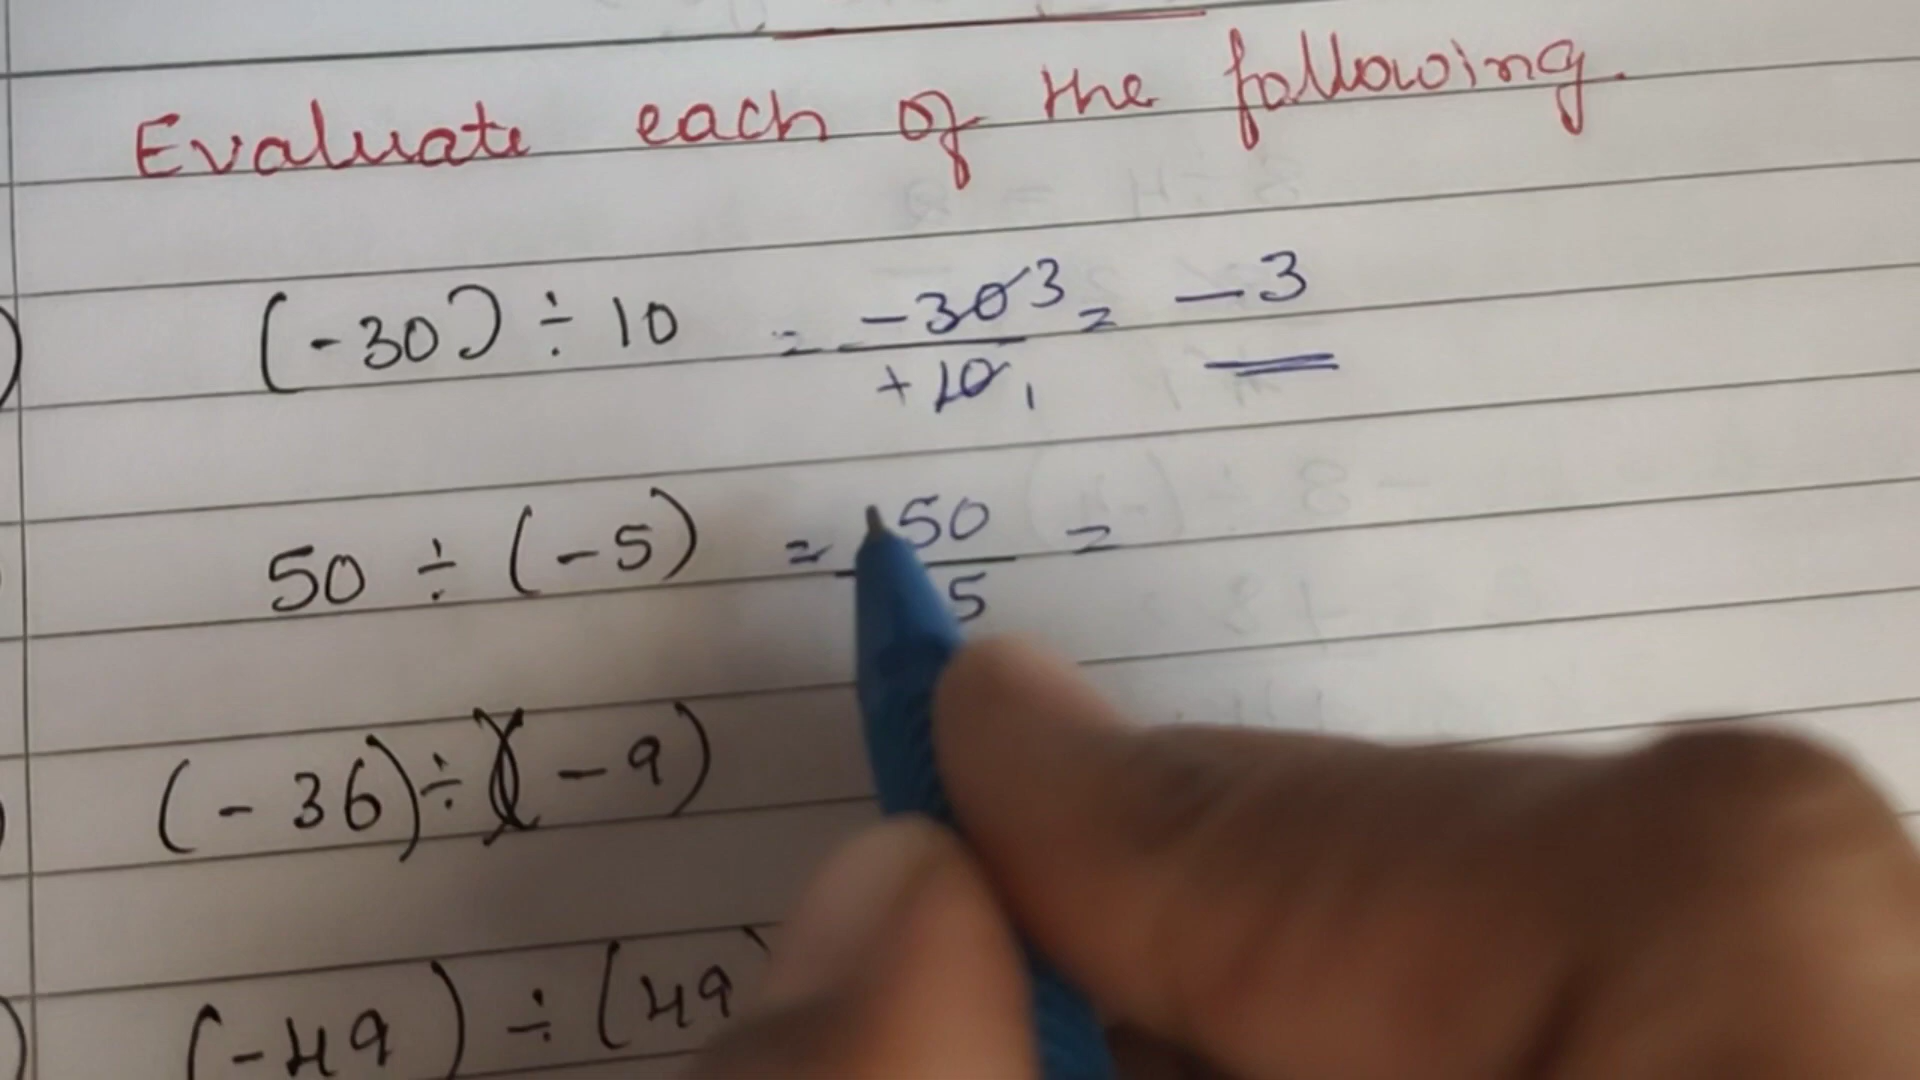 Evaluate each of the following.
(-30) ÷ 10 = -30 3 / +10 1 = -3
50 ÷ (-5) = 50 / 5 =
(-36) ÷ (-9)
(-49) ÷ (49